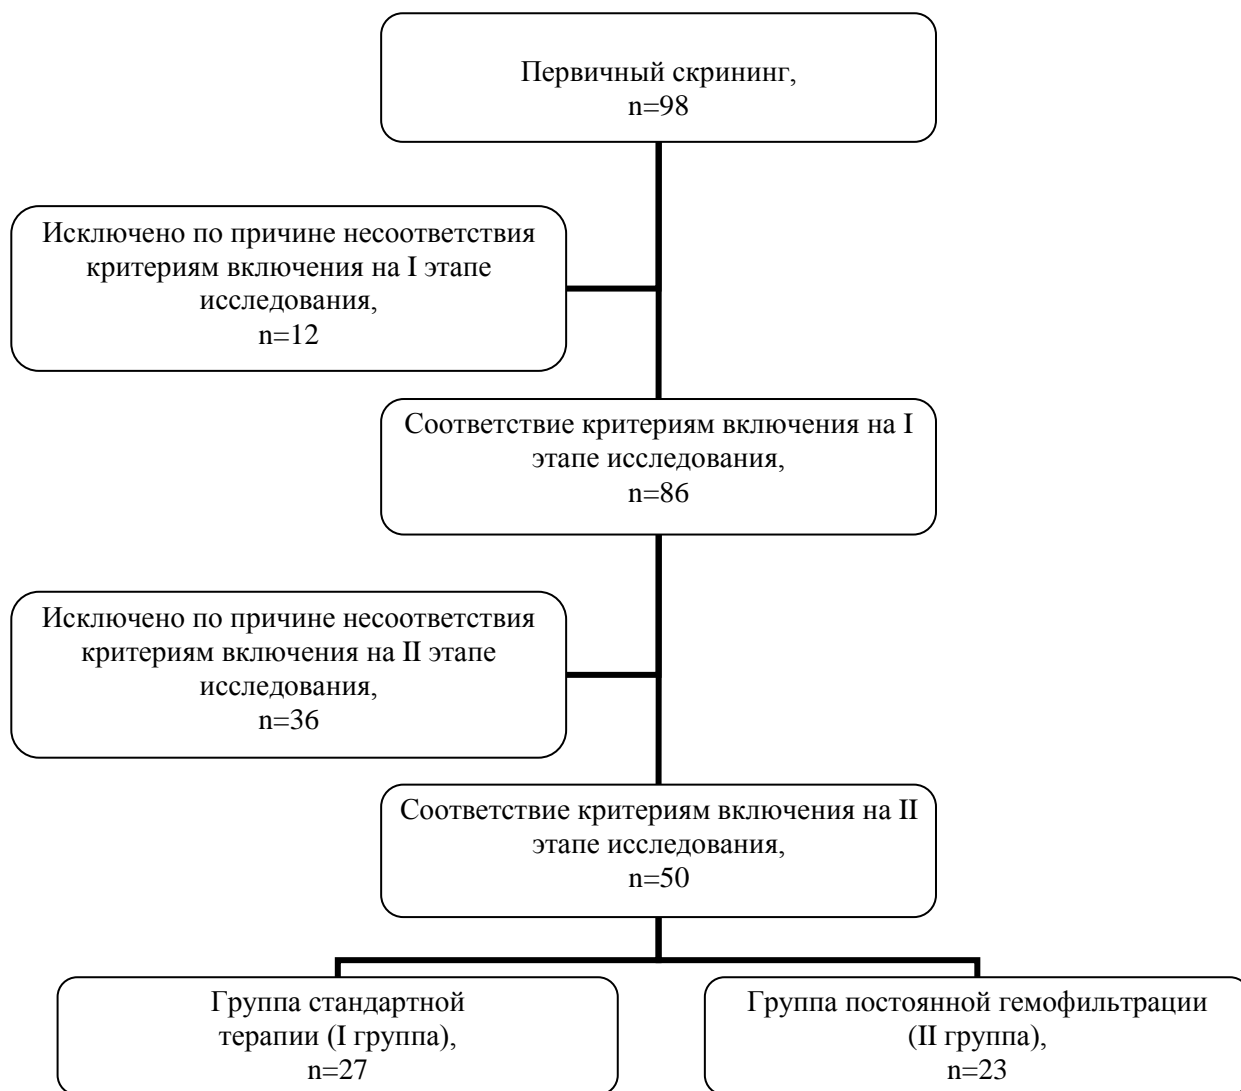 Первичный скрининг,
n=98
Исключено по причине несоответствия
критериям включения на I этапе
исследования,
n=12
Соответствие критериям включения на I
этапе исследования,
n=86
Исключено по причине несоответствия
критериям включения на II этапе
исследования,
n=36
Соответствие критериям включения на II
этапе исследования,
n=50
Группа стандартной
терапии (I группа),
n=27
Группа постоянной гемофильтрации
(II группа),
n=23